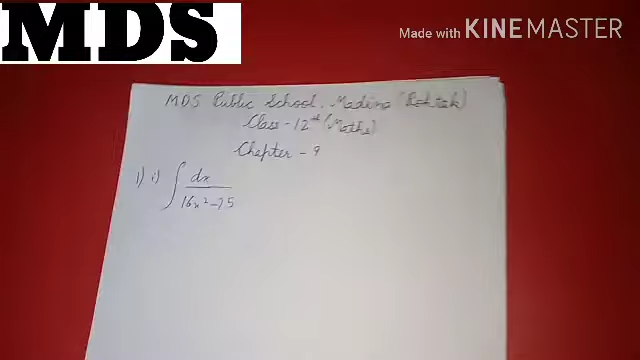 MDS
Made with KINEMASTER
MDS Public School, Madina (Rohtak)
Class - 12th (Maths)
Chapter - 9
1) i) ∫ dx / 16x² - 25